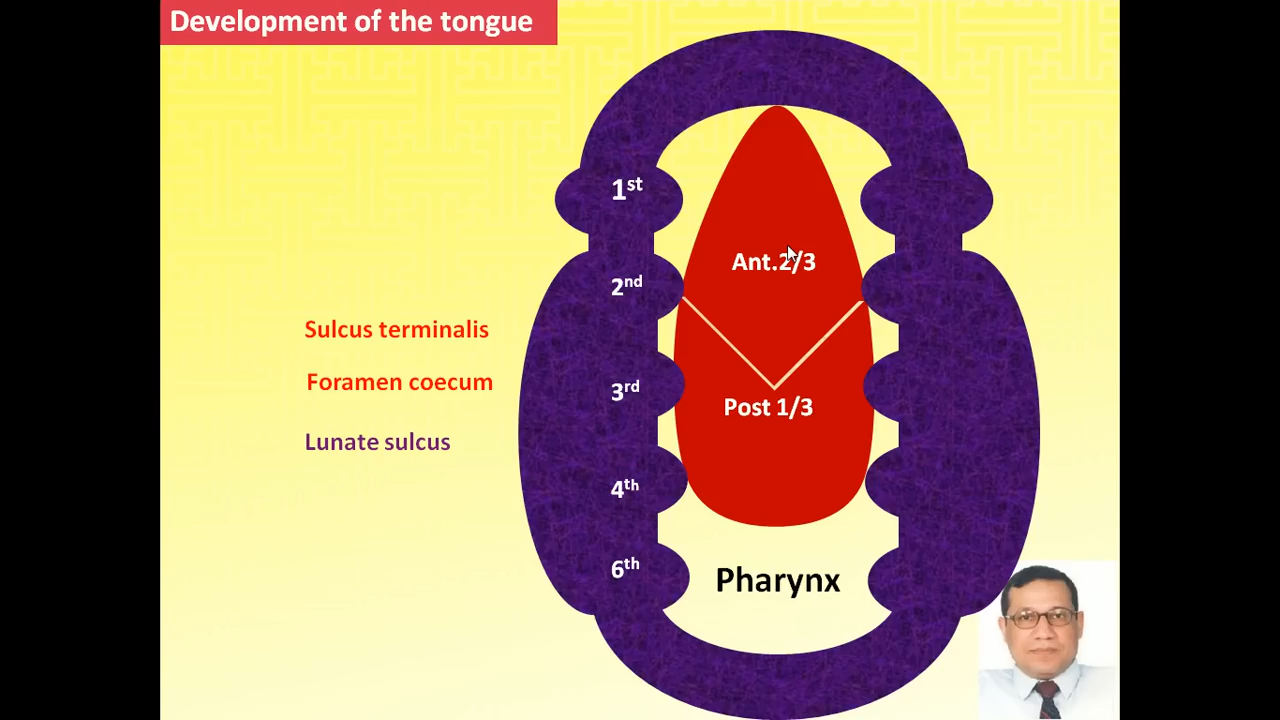 Development of the tongue
1st
Ant.2/3
2nd
Sulcus terminalis
Foramen coecum
3rd
Post 1/3
Lunate sulcus
4th
6th
Pharynx